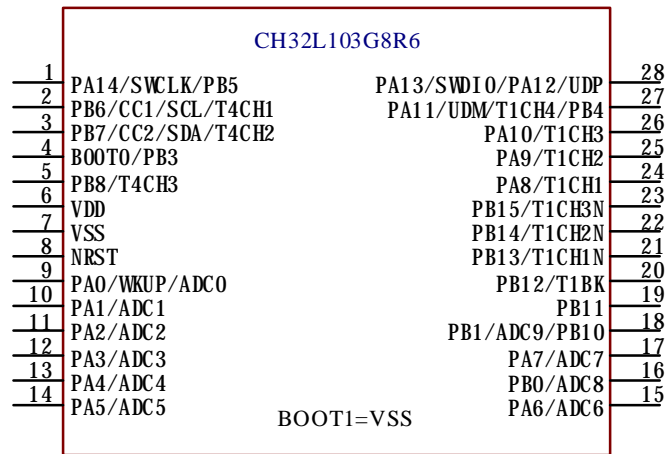 CH32L103G8R6
1 PA14/SWCLK/PB5 PA13/SWDIO/PA12/UDP 28
2 PB6/CC1/SCL/T4CH1 PA11/UDM/T1CH4/PB4 27
3 PB7/CC2/SDA/T4CH2 PA10/T1CH3 26
4 BOOT0/PB3 PA9/T1CH2 25
5 PB8/T4CH3 PA8/T1CH1 24
6 VDD PB15/T1CH3N 23
7 VSS PB14/T1CH2N 22
8 NRST PB13/T1CH1N 21
9 PA0/WKUP/ADC0 PB12/T1BK 20
10 PA1/ADC1 PB11 19
11 PA2/ADC2 PB1/ADC9/PB10 18
12 PA3/ADC3 PA7/ADC7 17
13 PA4/ADC4 PB0/ADC8 16
14 PA5/ADC5 PA6/ADC6 15
BOOT1=VSS